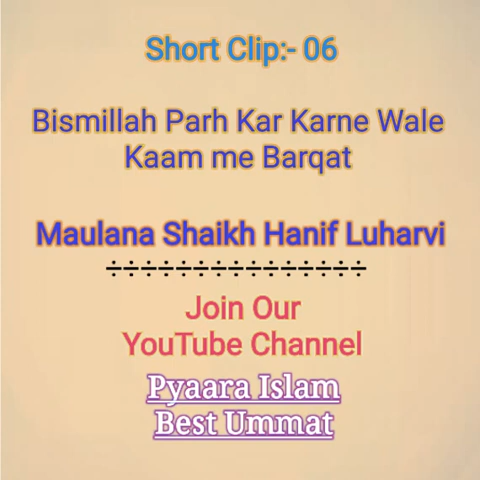 Short Clip:- 06
Bismillah Parh Kar Karne Wale
Kaam me Barqat
Maulana Shaikh Hanif Luharvi
÷÷÷÷÷÷÷÷÷÷÷÷÷÷÷
Join Our
YouTube Channel
Pyaara Islam
Best Ummat